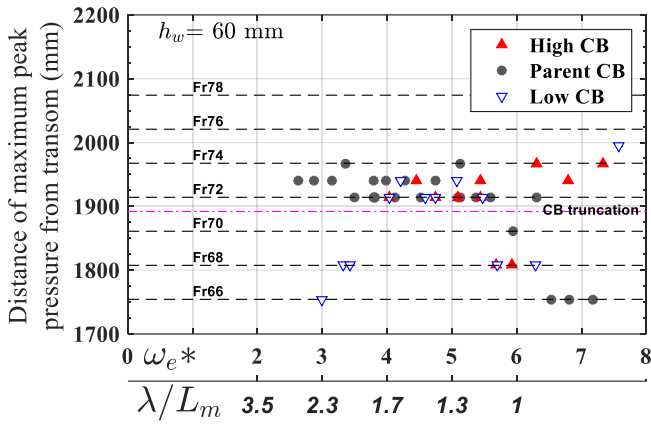 2200
2100
2000
1900
1800
1700
Distance of maximum peak
pressure from transom (mm)
h_w = 60 mm
High CB
Parent CB
Low CB
Fr78
Fr76
Fr74
Fr72
CB truncation
Fr70
Fr68
Fr66
0 ω_e* 2 3 4 5 6 7 8
λ/L_m 3.5 2.3 1.7 1.3 1